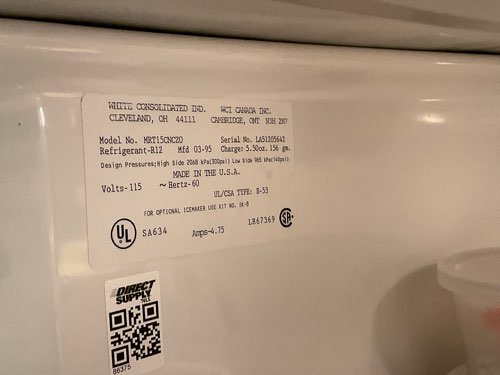 WHITE CONSOLIDATED IND. WCI CANADA INC.
CLEVELAND, OH 44111 CAMBRIDGE, ONT N3H 2N7
Model No. MRT15CNCZ0 Serial No. LA51205642
Refrigerant-R12 Mfd 03-95 Charge: 5.50oz. 156 gm.
Design Pressures;High Side 2068 kPa(300psi) Low Side 965 kPa(140psi)
MADE IN THE U.S.A.
Volts-115 ~Hertz-60
UL/CSA TYPE: B-53
FOR OPTIONAL ICEMAKER USE KIT NO. IK-8
UL SA634 Amps-4.75 LR67369 SA
DIRECT
SUPPLY
86375